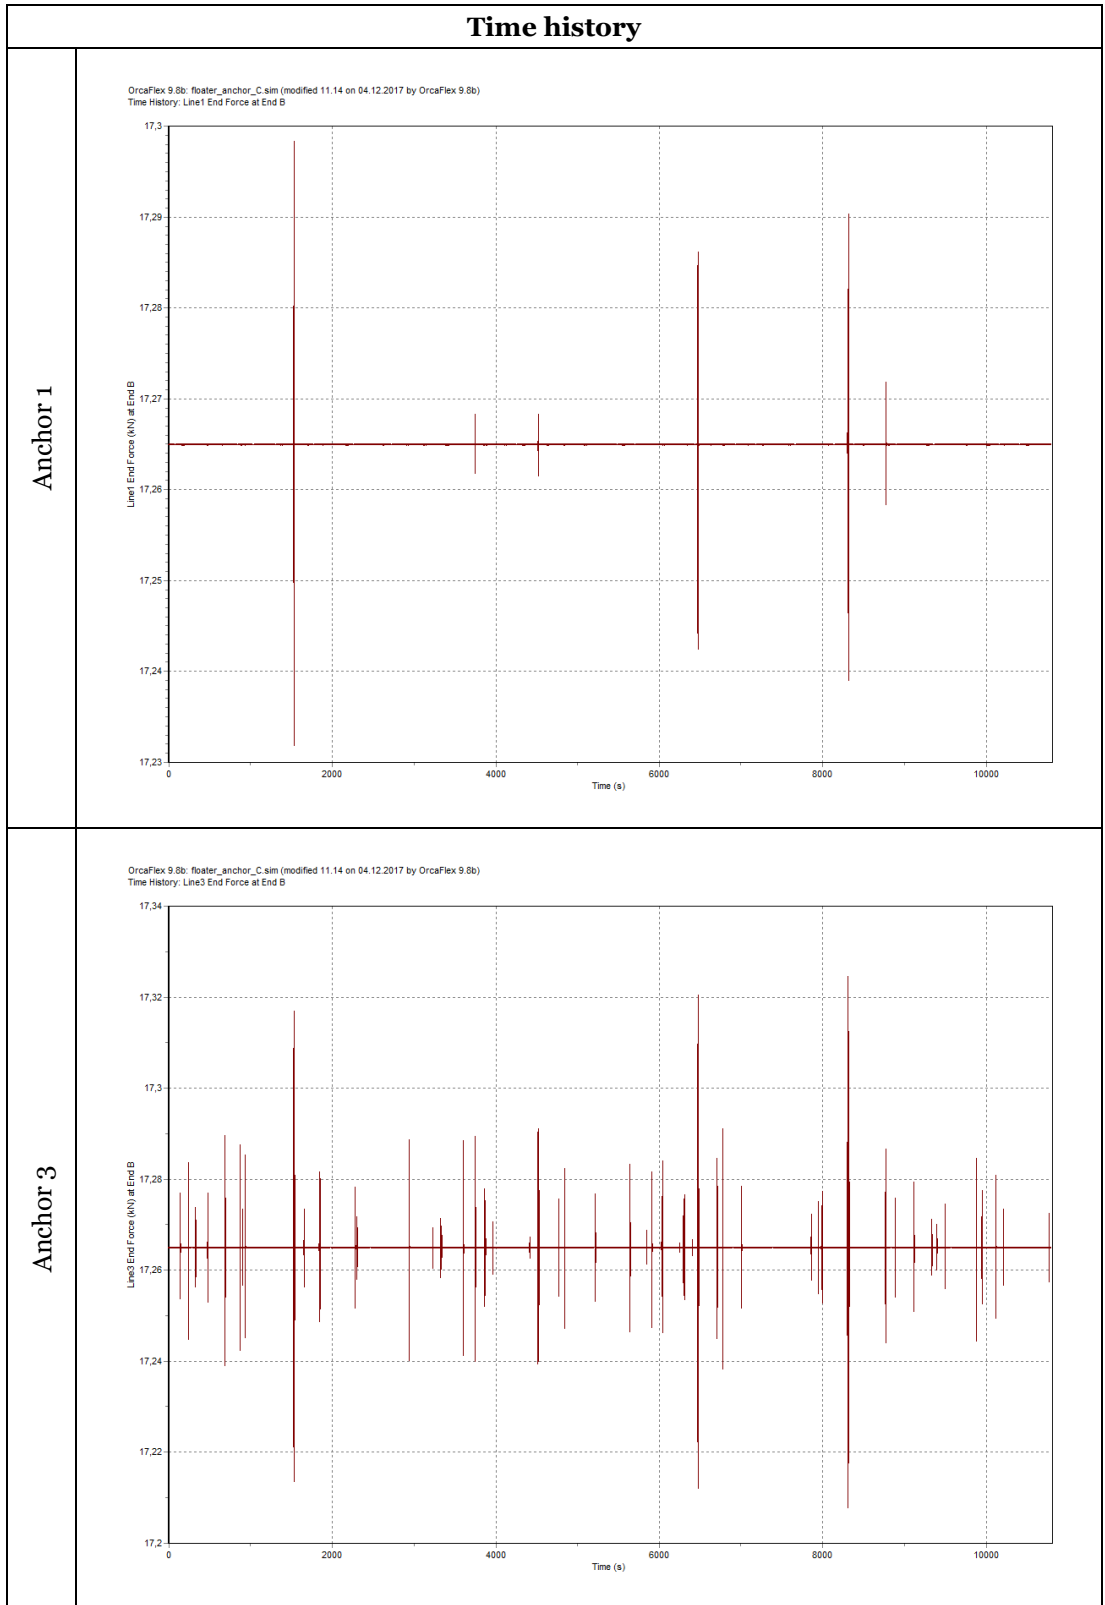 Time history
Anchor 1
OrcaFlex 9.8b: floater_anchor_C.sim (modified 11.14 on 04.12.2017 by OrcaFlex 9.8b)
Time History: Line1 End Force at End B
Line1 End Force (kN) at End B
17,3
17,29
17,28
17,27
17,26
17,25
17,24
17,23
0 2000 4000 6000 8000 10000
Time (s)
Anchor 3
OrcaFlex 9.8b: floater_anchor_C.sim (modified 11.14 on 04.12.2017 by OrcaFlex 9.8b)
Time History: Line3 End Force at End B
Line3 End Force (kN) at End B
17,34
17,32
17,3
17,28
17,26
17,24
17,22
17,2
0 2000 4000 6000 8000 10000
Time (s)